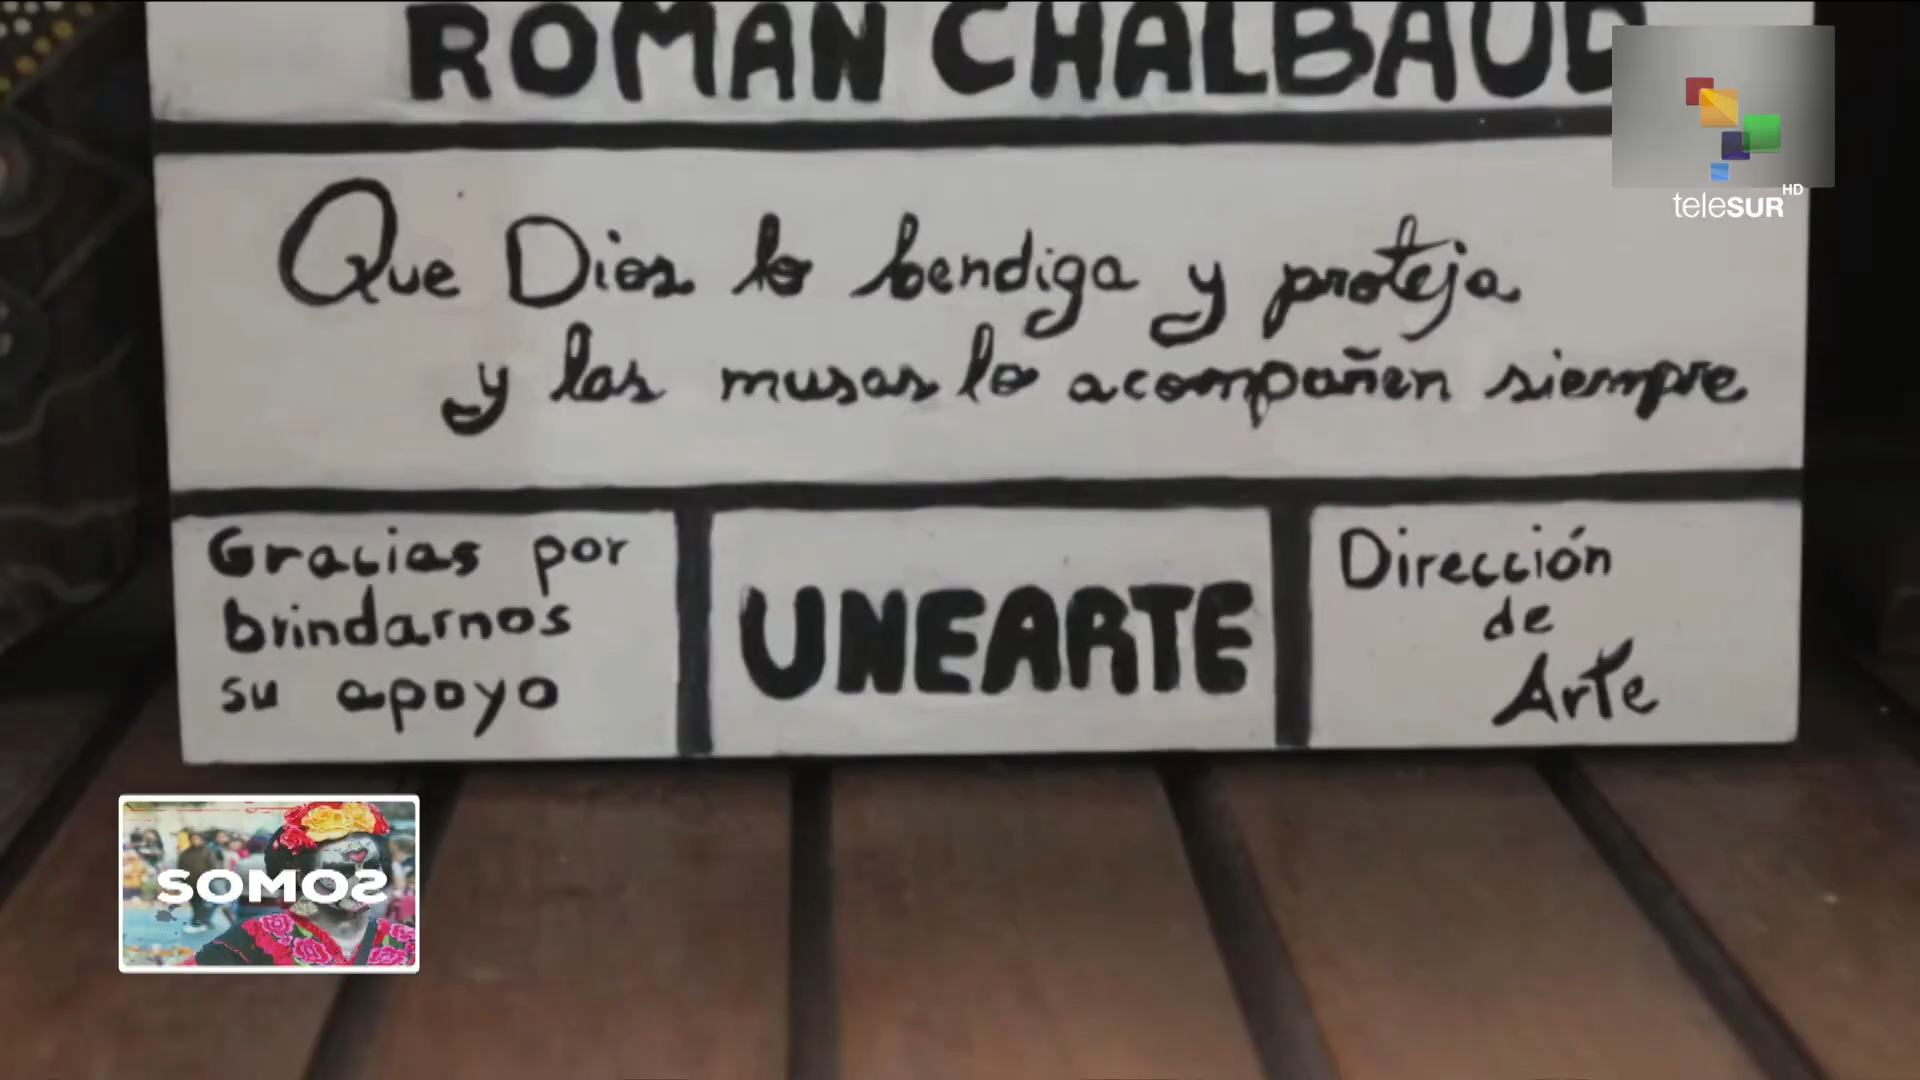 ROMAN CHALBAUD
Que Dios lo bendiga y proteja
y las musas lo acompañen siempre
Gracias por
brindarnos
su apoyo
UNEARTE
Dirección
de
Arte
teleSUR HD
SOMOS